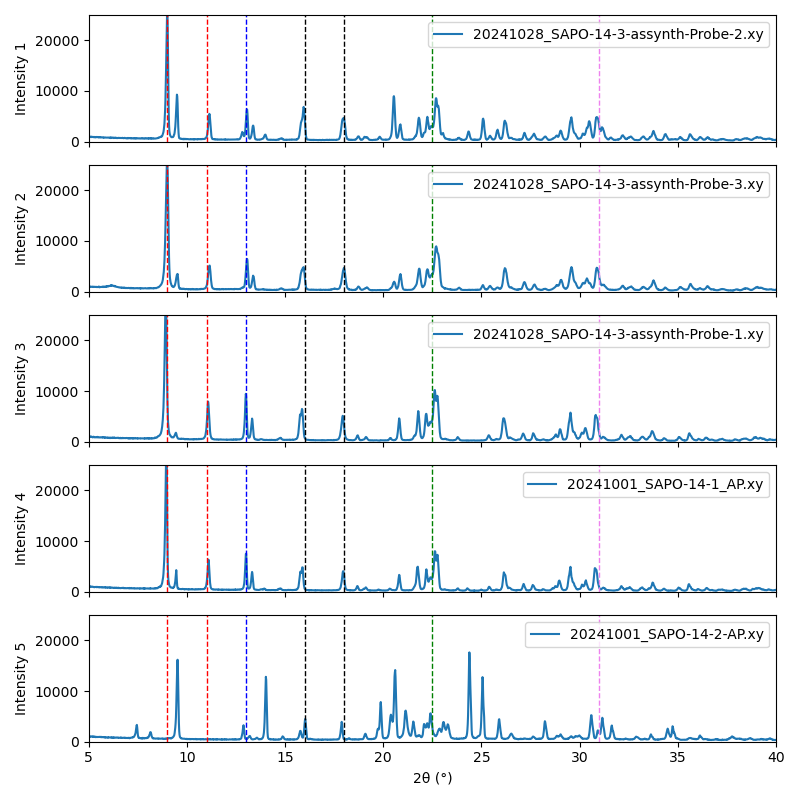 20000
10000
0
Intensity 1
20241028_SAPO-14-3-assynth-Probe-2.xy
20000
10000
0
Intensity 2
20241028_SAPO-14-3-assynth-Probe-3.xy
20000
10000
0
Intensity 3
20241028_SAPO-14-3-assynth-Probe-1.xy
20000
10000
0
Intensity 4
20241001_SAPO-14-1_AP.xy
20000
10000
0
Intensity 5
20241001_SAPO-14-2-AP.xy
5 10 15 20 25 30 35 40
2θ (°)